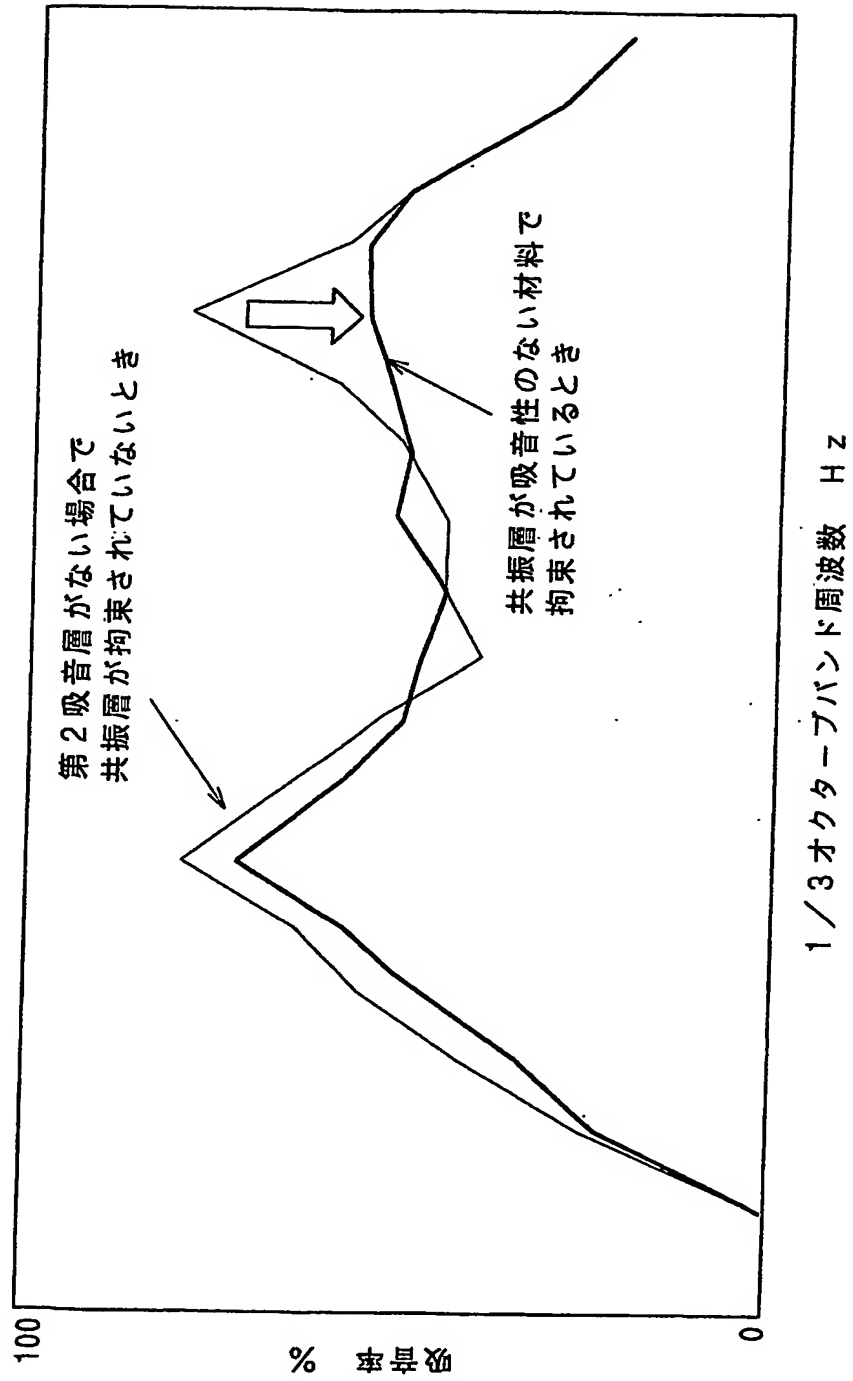 100
吸音率 %
0
第2吸音層がない場合で
共振層が拘束されていないとき
共振層が吸音性のない材料で
拘束されているとき
1/3オクターブバンド周波数 Hz